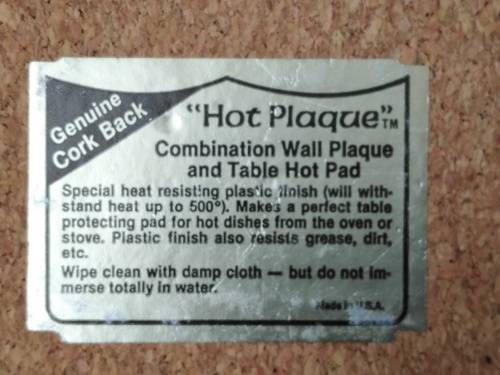 Genuine
Cork Back
"Hot Plaque"™
Combination Wall Plaque
and Table Hot Pad
Special heat resisting plastic finish (will with-
stand heat up to 500°). Makes a perfect table
protecting pad for hot dishes from the oven or
stove. Plastic finish also resists grease, dirt,
etc.
Wipe clean with damp cloth — but do not im-
merse totally in water.
Made in U.S.A.